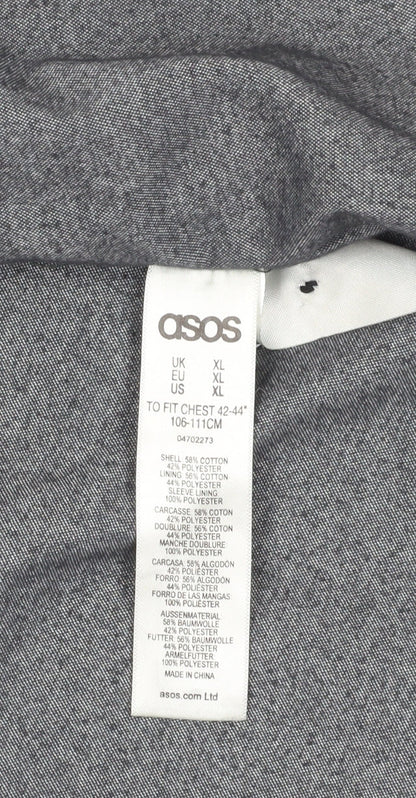 asos
UK XL
EU XL
US XL
TO FIT CHEST 42-44"
106-111CM
04702273
SHELL: 58% COTTON
42% POLYESTER
LINING: 56% COTTON
44% POLYESTER
SLEEVE LINING
100% POLYESTER
CARCASSE: 58% COTON
42% POLYESTER
DOUBLURE: 56% COTON
44% POLYESTER
MANCHE DOUBLURE
100% POLYESTER
CARCASA: 58% ALGODÓN
42% POLIÉSTER
FORRO: 56% ALGODÓN
44% POLIÉSTER
FORRO DE LAS MANGAS
100% POLIÉSTER
AUSSENMATERIAL
58% BAUMWOLLE
42% POLYESTER
FUTTER: 56% BAUMWOLLE
44% POLYESTER
ARMELFUTTER
100% POLYESTER
MADE IN CHINA
asos.com Ltd